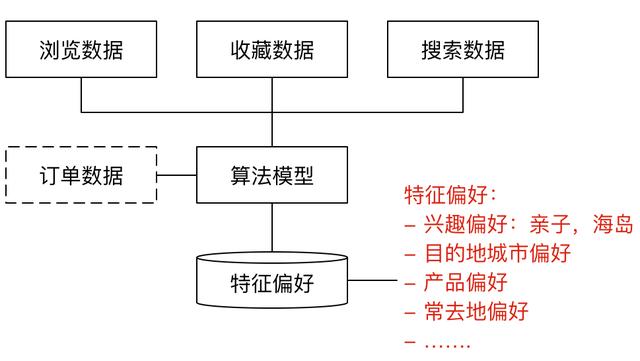 浏览数据
收藏数据
搜索数据
订单数据
算法模型
特征偏好
特征偏好：
– 兴趣偏好：亲子，海岛
– 目的地城市偏好
– 产品偏好
– 常去地偏好
– …….